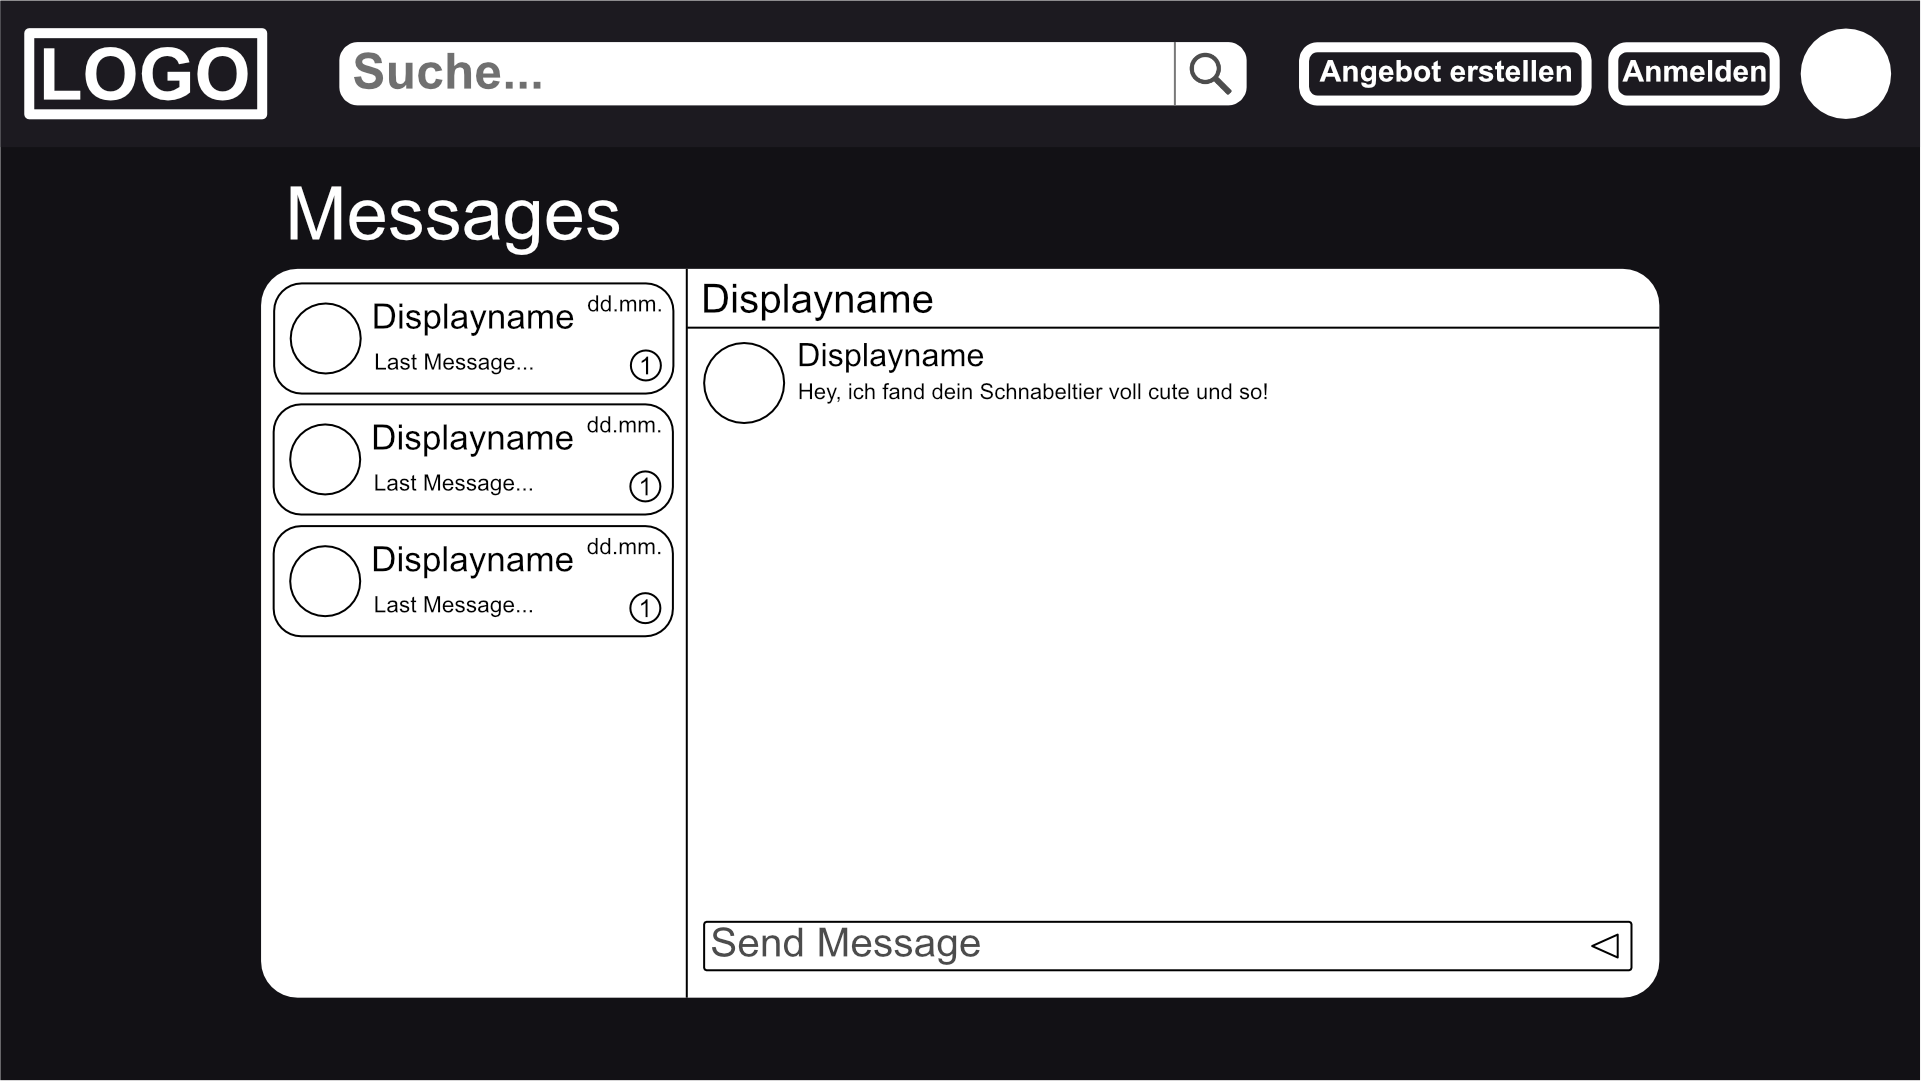 LOGO
Suche...
Angebot erstellen
Anmelden
Messages
Displayname
dd.mm.
Last Message...
1
Displayname
dd.mm.
Last Message...
1
Displayname
dd.mm.
Last Message...
1
Displayname
Displayname
Hey, ich fand dein Schnabeltier voll cute und so!
Send Message